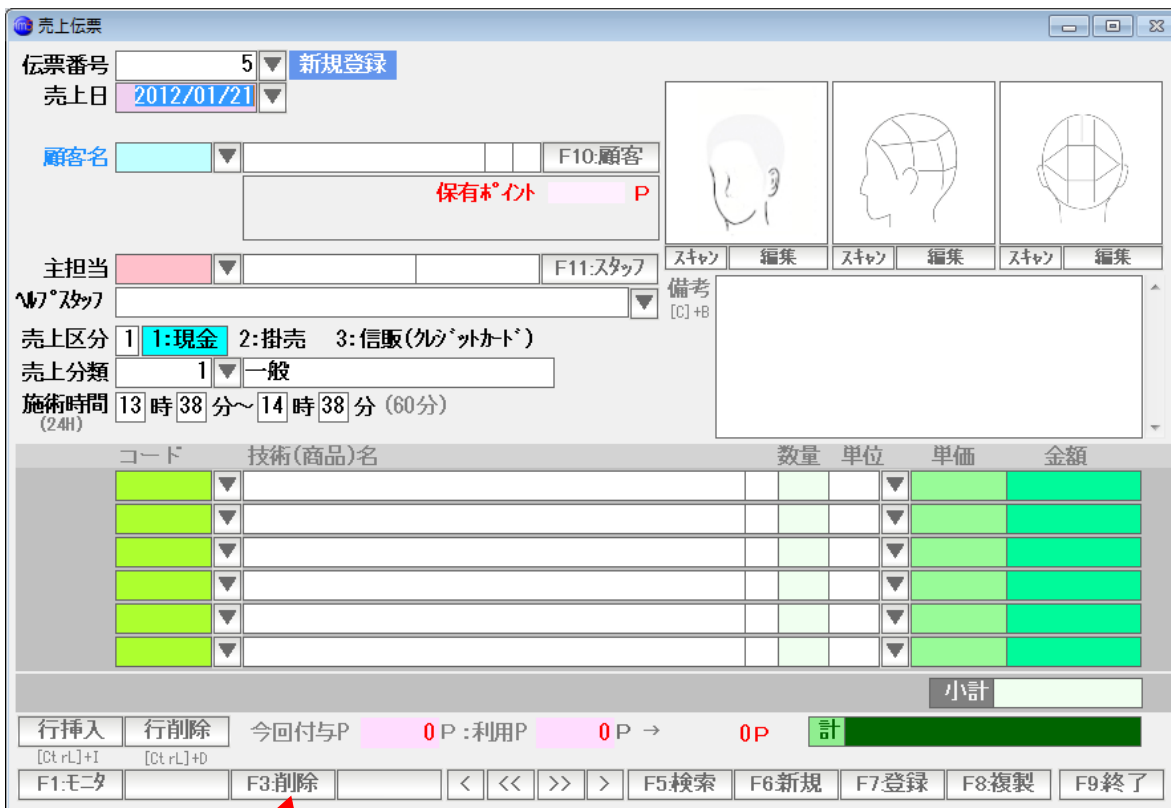 売上伝票
伝票番号 5 新規登録
売上日 2012/01/21
顧客名 F10:顧客
保有ﾎﾟｲﾝﾄ P
スキャン 編集 スキャン 編集 スキャン 編集
主担当 F11:スタッフ
ﾍﾙﾌﾟｽﾀｯﾌ
備考
[C]+B
売上区分 1 1:現金 2:掛売 3:信販(ｸﾚｼﾞｯﾄｶｰﾄﾞ)
売上分類 1 一般
施術時間 13 時 38 分～ 14 時 38 分 (60分)
(24H)
コード 技術(商品)名 数量 単位 単価 金額
小計
行挿入 行削除 今回付与P 0 P :利用P 0 P → 0P 計
[CtrL]+I [CtrL]+D
F1:モニタ F3:削除 < << >> > F5:検索 F6:新規 F7:登録 F8:複製 F9:終了